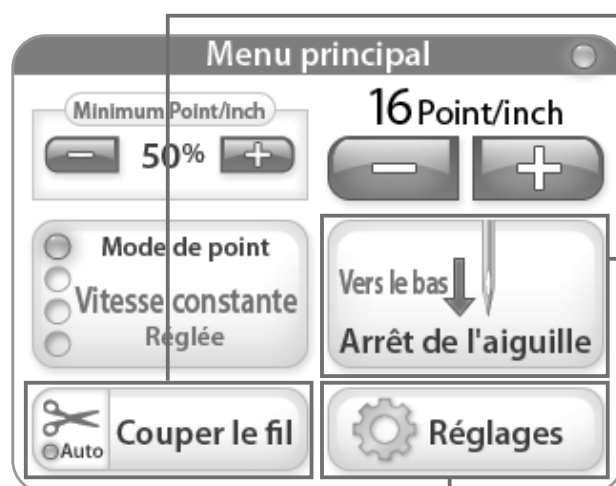 Menu principal
Minimum Point/inch
50%
16 Point/inch
Mode de point
Vitesse constante
Réglée
Vers le bas
Arrêt de l'aiguille
Auto
Couper le fil
Réglages